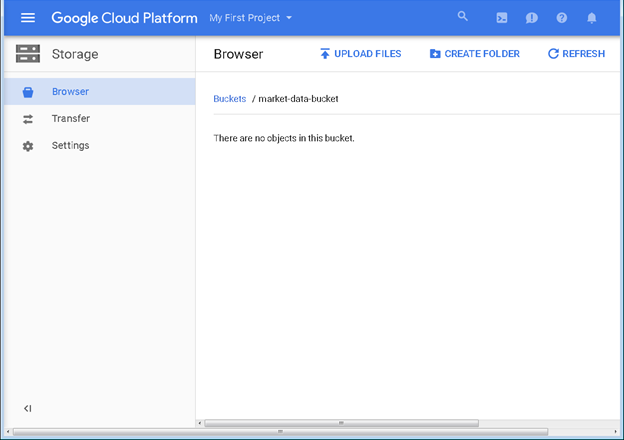 Google Cloud Platform My First Project
Storage Browser UPLOAD FILES CREATE FOLDER REFRESH
Browser
Transfer
Settings
Buckets / market-data-bucket
There are no objects in this bucket.